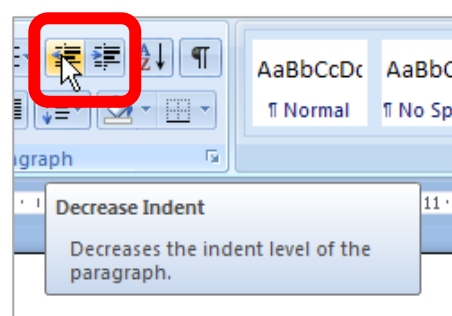 AaBbCcDc AaBbC
¶ Normal ¶ No Sp
agraph
11
Decrease Indent
Decreases the indent level of the
paragraph.